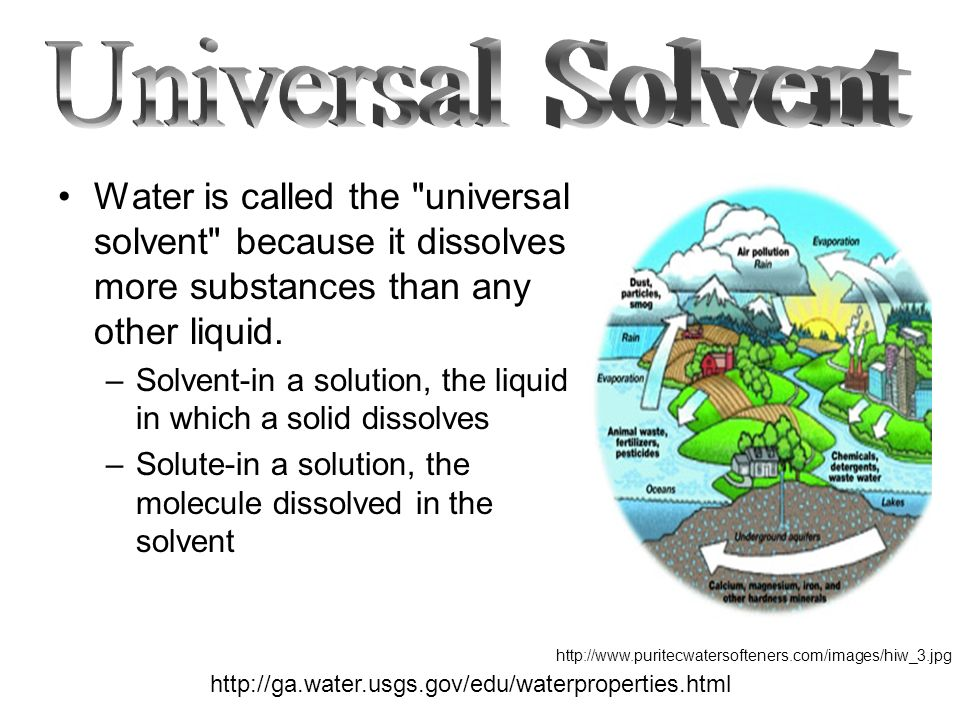 Universal Solvent
• Water is called the "universal
solvent" because it dissolves
more substances than any
other liquid.
–Solvent-in a solution, the liquid
in which a solid dissolves
–Solute-in a solution, the
molecule dissolved in the
solvent
Air pollution
Rain
Evaporation
Dust,
particles,
smog
Rain
Evaporation
Animal waste,
fertilizers,
pesticides
Chemicals,
detergents,
waste water
Oceans
Lakes
Underground aquifers
Calcium, magnesium, iron, and
other hardness minerals
http://www.puritecwatersofteners.com/images/hiw_3.jpg
http://ga.water.usgs.gov/edu/waterproperties.html